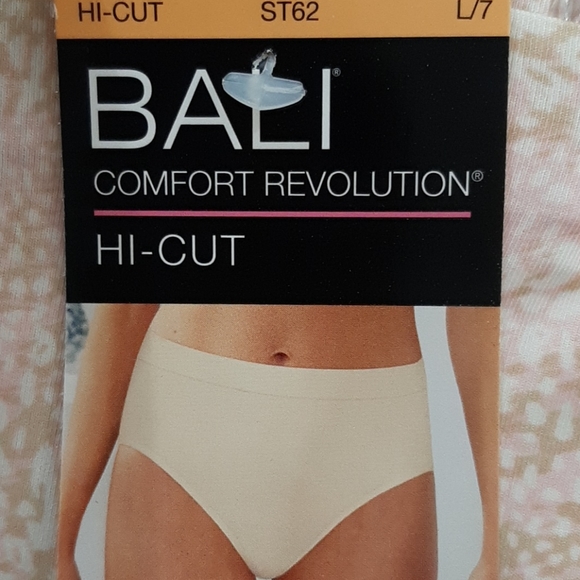 HI-CUT ST62 L/7
BALI®
COMFORT REVOLUTION®
HI-CUT